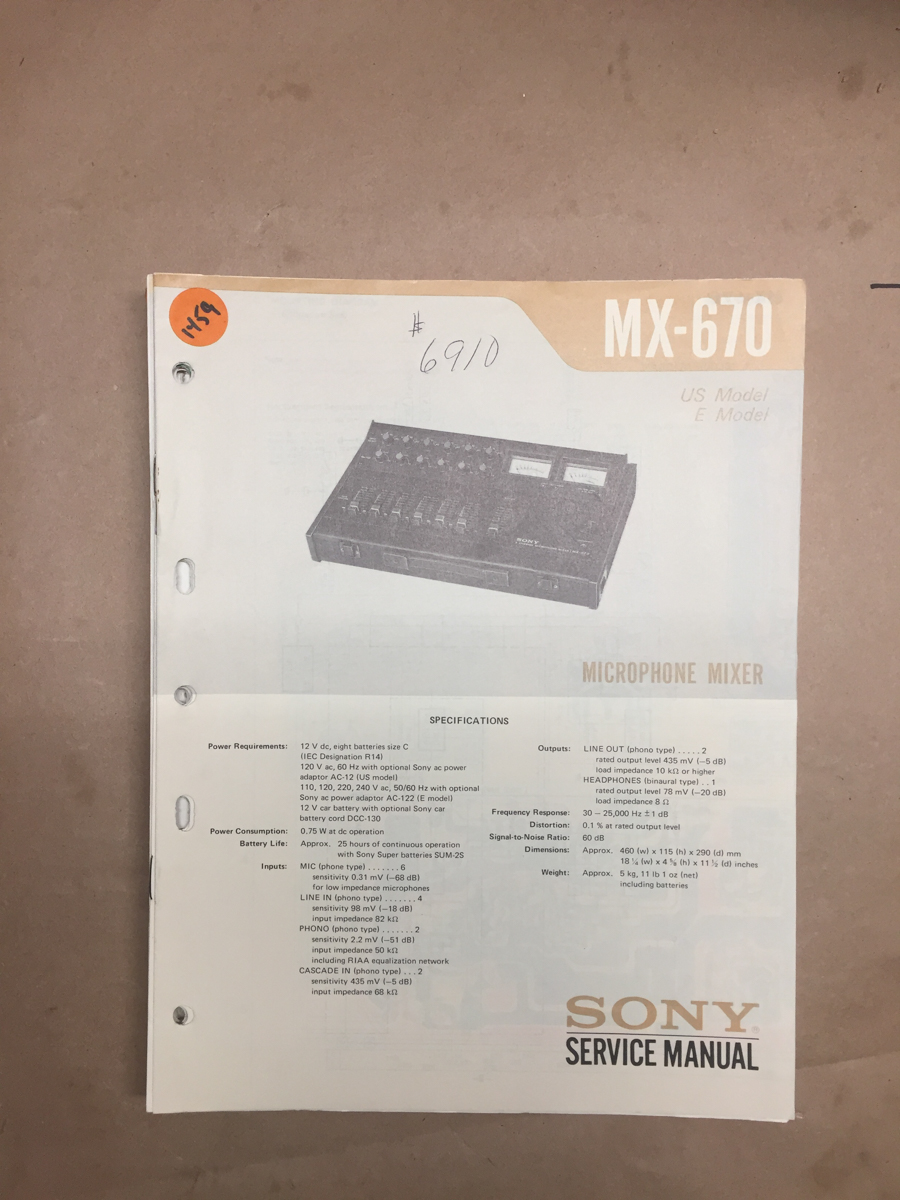 1459
#
6910
MX-670
US Model
E Model
SONY
MICROPHONE MIXER
SPECIFICATIONS
Power Requirements: 12 V dc, eight batteries size C
(IEC Designation R14)
120 V ac, 60 Hz with optional Sony ac power
adaptor AC-12 (US model)
110, 120, 220, 240 V ac, 50/60 Hz with optional
Sony ac power adaptor AC-122 (E model)
12 V car battery with optional Sony car
battery cord DCC-130
Power Consumption: 0.75 W at dc operation
Battery Life: Approx. 25 hours of continuous operation
with Sony Super batteries SUM-2S
Inputs: MIC (phone type) . . . . . . . 6
sensitivity 0.31 mV (−68 dB)
for low impedance microphones
LINE IN (phono type) . . . . . . . 4
sensitivity 98 mV (−18 dB)
input impedance 82 kΩ
PHONO (phono type) . . . . . . . 2
sensitivity 2.2 mV (−51 dB)
input impedance 50 kΩ
including RIAA equalization network
CASCADE IN (phono type) . . . 2
sensitivity 435 mV (−5 dB)
input impedance 68 kΩ
Outputs: LINE OUT (phono type) . . . . . 2
rated output level 435 mV (−5 dB)
load impedance 10 kΩ or higher
HEADPHONES (binaural type) . . 1
rated output level 78 mV (−20 dB)
load impedance 8 Ω
Frequency Response: 30 − 25,000 Hz ± 1 dB
Distortion: 0.1 % at rated output level
Signal-to-Noise Ratio: 60 dB
Dimensions: Approx. 460 (w) x 115 (h) x 290 (d) mm
18 ¼ (w) x 4 ⅝ (h) x 11 ½ (d) inches
Weight: Approx. 5 kg, 11 lb 1 oz (net)
including batteries
SONY®
SERVICE MANUAL